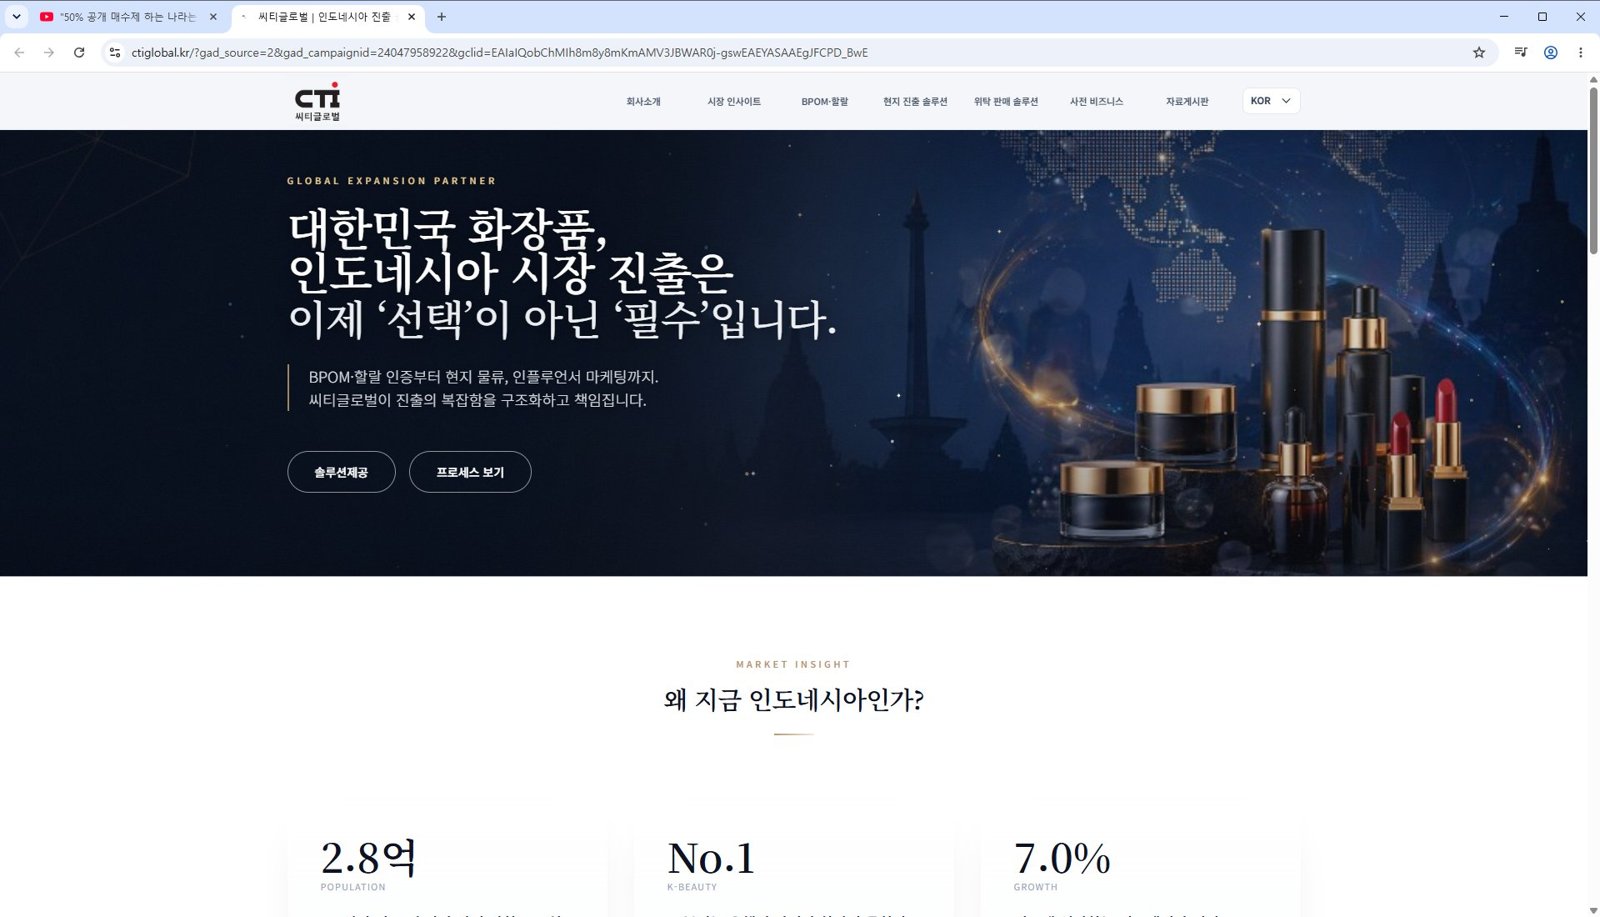 "50% 공개 매수제 하는 나라는
씨티글로벌 | 인도네시아 진출
ctiglobal.kr/?gad_source=2&gad_campaignid=24047958922&gclid=EAIaIQobChMIh8m8y8mKmAMV3JBWAR0j-gswEAEYASAAEgJFCPD_BwE
CTi
씨티글로벌
회사소개
시장 인사이트
BPOM·할랄
현지 진출 솔루션
위탁 판매 솔루션
사전 비즈니스
자료게시판
KOR
GLOBAL EXPANSION PARTNER
대한민국 화장품,
인도네시아 시장 진출은
이제 ‘선택’이 아닌 ‘필수’입니다.
BPOM·할랄 인증부터 현지 물류, 인플루언서 마케팅까지.
씨티글로벌이 진출의 복잡함을 구조화하고 책임집니다.
솔루션제공
프로세스 보기
MARKET INSIGHT
왜 지금 인도네시아인가?
2.8억
POPULATION
No.1
K-BEAUTY
7.0%
GROWTH